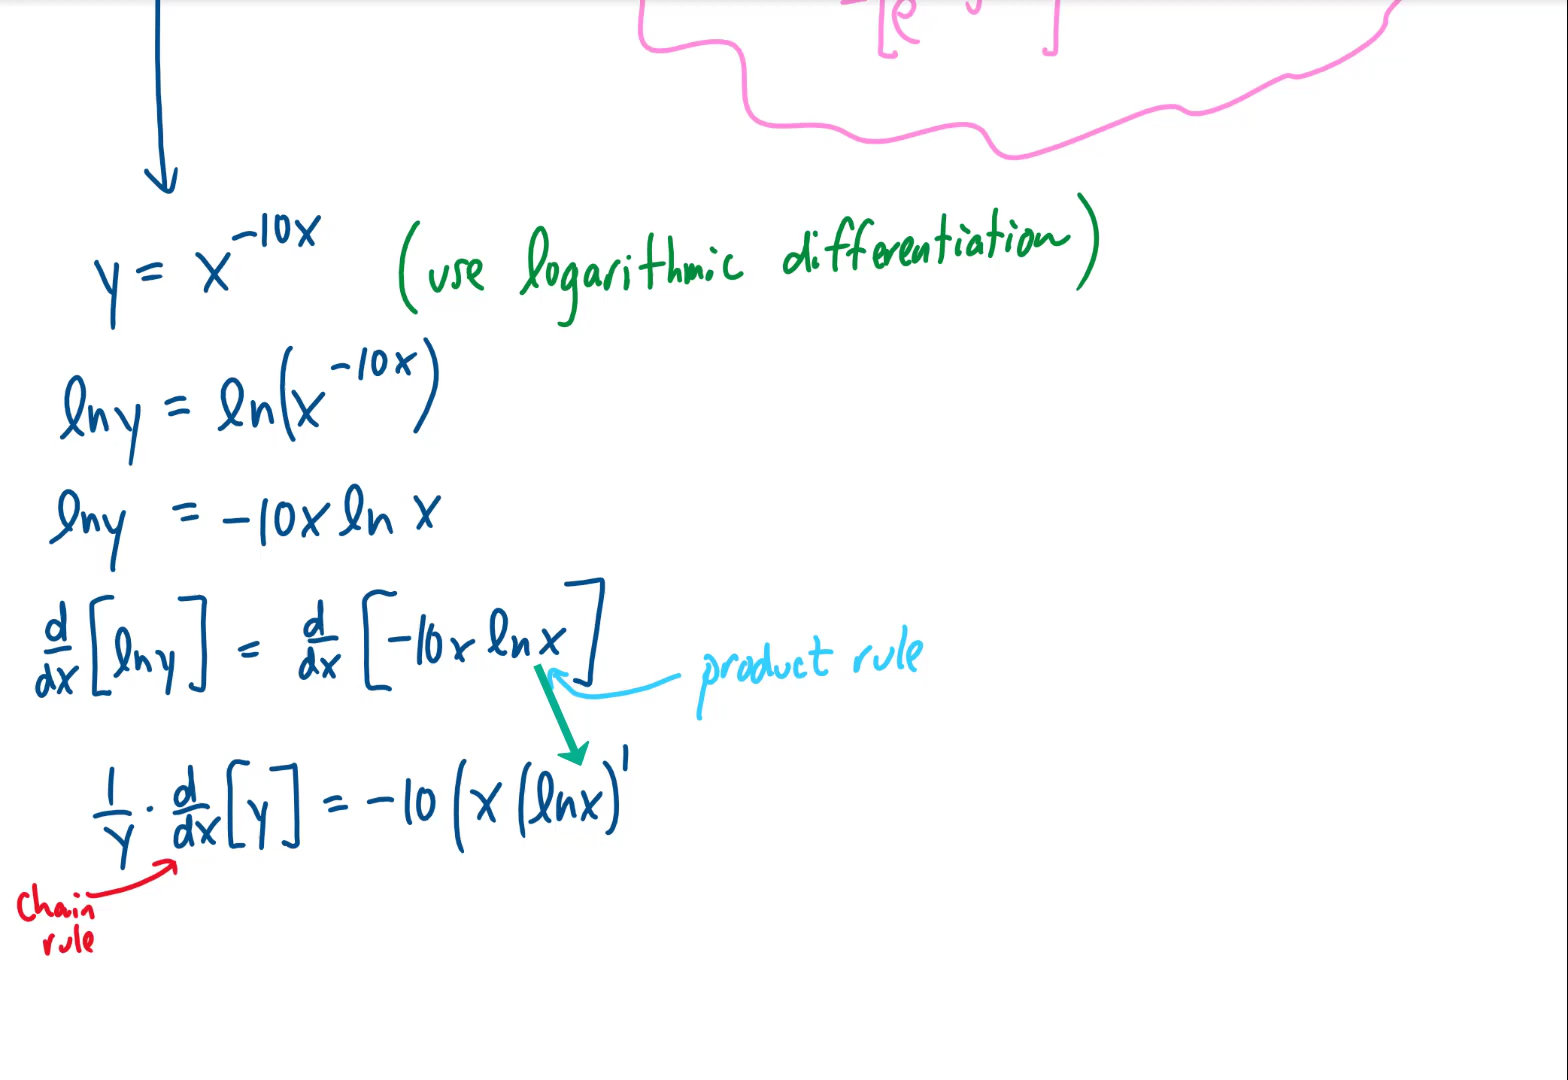 [e
y = x^{-10x} (use logarithmic differentiation)
ln y = ln(x^{-10x})
ln y = -10x ln x
d/dx [ln y] = d/dx [-10x ln x] product rule
1/y · d/dx [y] = -10 (x (ln x)'
Chain
rule